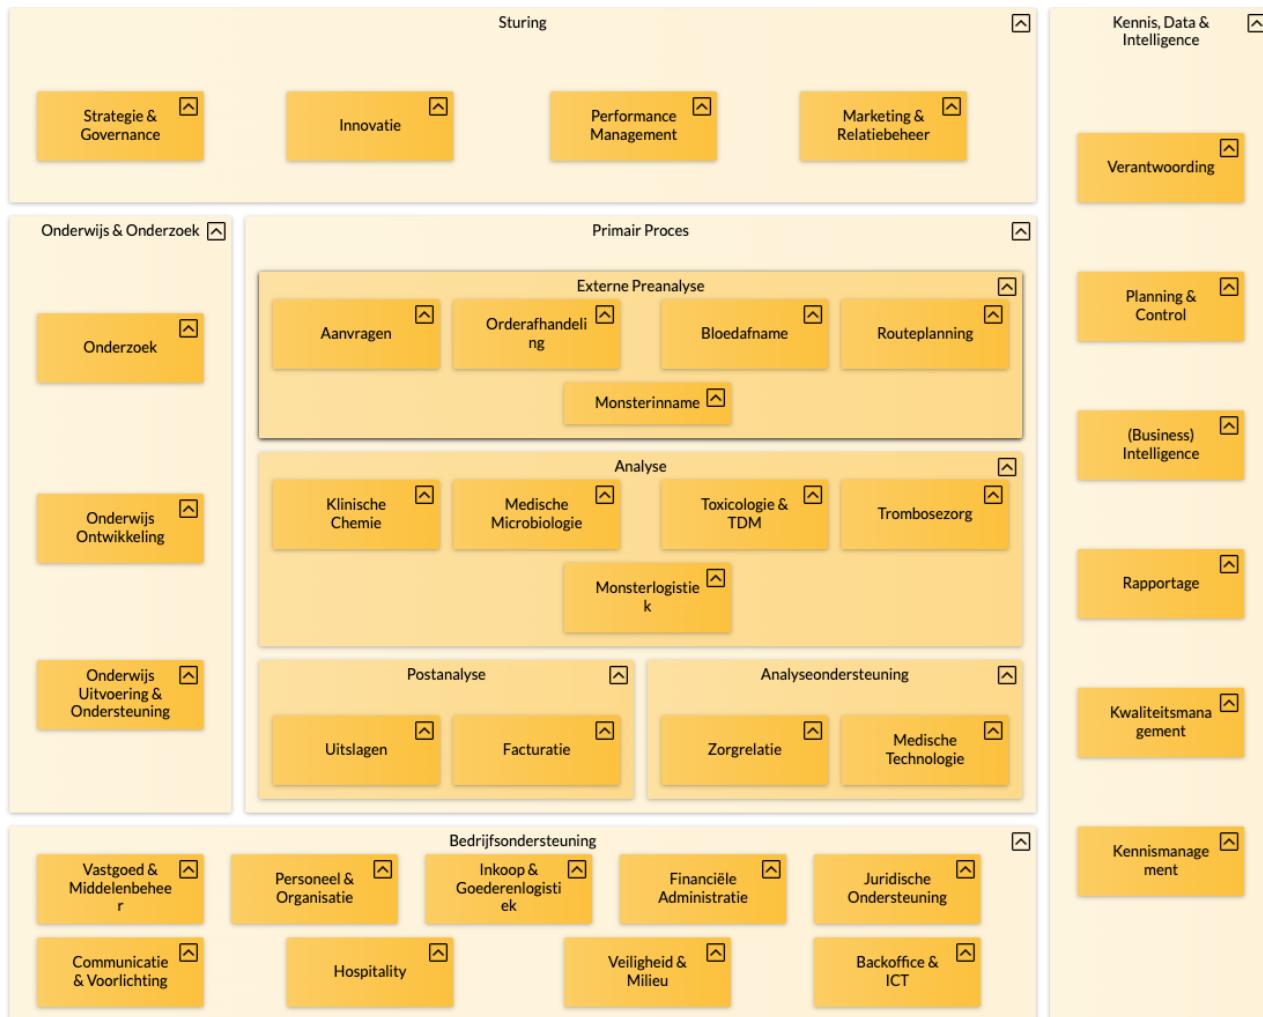 Sturing
Strategie &
Governance
Innovatie
Performance
Management
Marketing &
Relatiebeheer
Kennis, Data &
Intelligence
Verantwoording
Planning &
Control
(Business)
Intelligence
Rapportage
Kwaliteitsmana
gement
Kennismanage
ment
Onderwijs & Onderzoek
Onderzoek
Onderwijs
Ontwikkeling
Onderwijs
Uitvoering &
Ondersteuning
Primair Proces
Externe Preanalyse
Aanvragen
Orderafhandeli
ng
Bloedafname
Routeplanning
Monsterinname
Analyse
Klinische
Chemie
Medische
Microbiologie
Toxicologie &
TDM
Trombosezorg
Monsterlogistie
k
Postanalyse
Uitslagen
Facturatie
Analyseondersteuning
Zorgrelatie
Medische
Technologie
Bedrijfsondersteuning
Vastgoed &
Middelenbehee
r
Personeel &
Organisatie
Inkoop &
Goederenlogisti
ek
Financiële
Administratie
Juridische
Ondersteuning
Communicatie
& Voorlichting
Hospitality
Veiligheid &
Milieu
Backoffice &
ICT